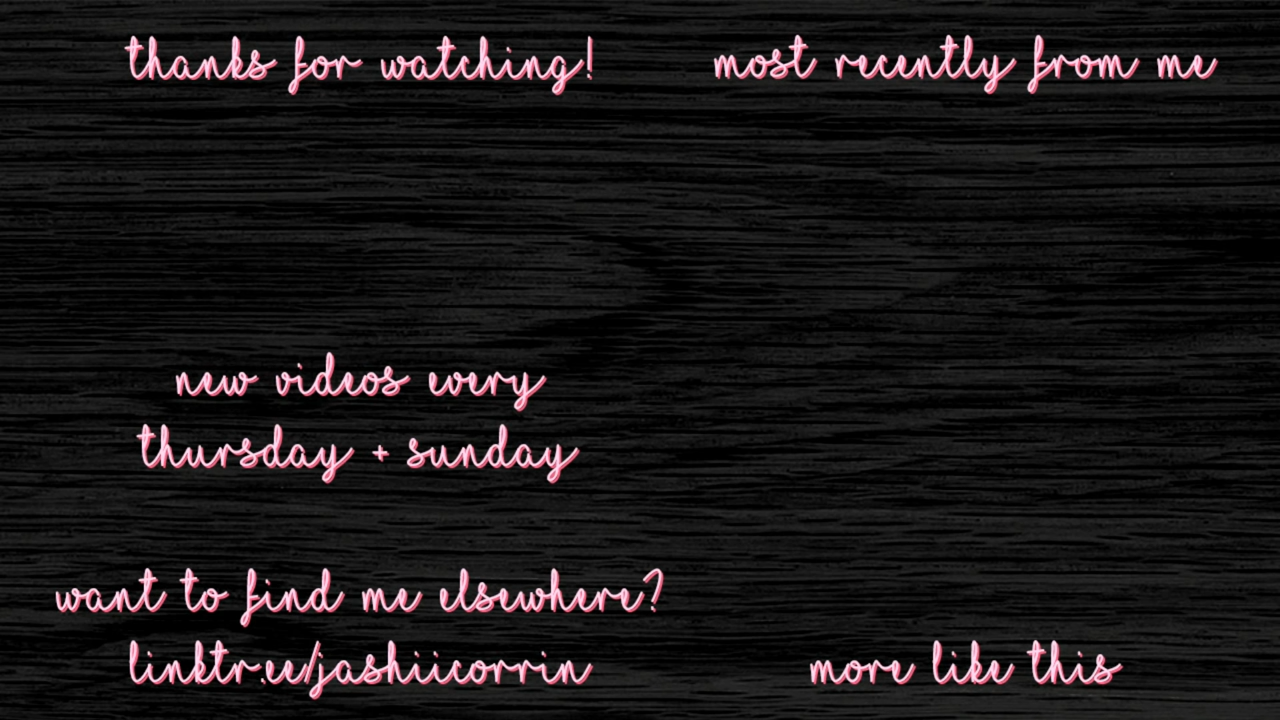 thanks for watching!
most recently from me
new videos every
thursday + sunday
want to find me elsewhere?
linktr.ee/jashiicorrin
more like this